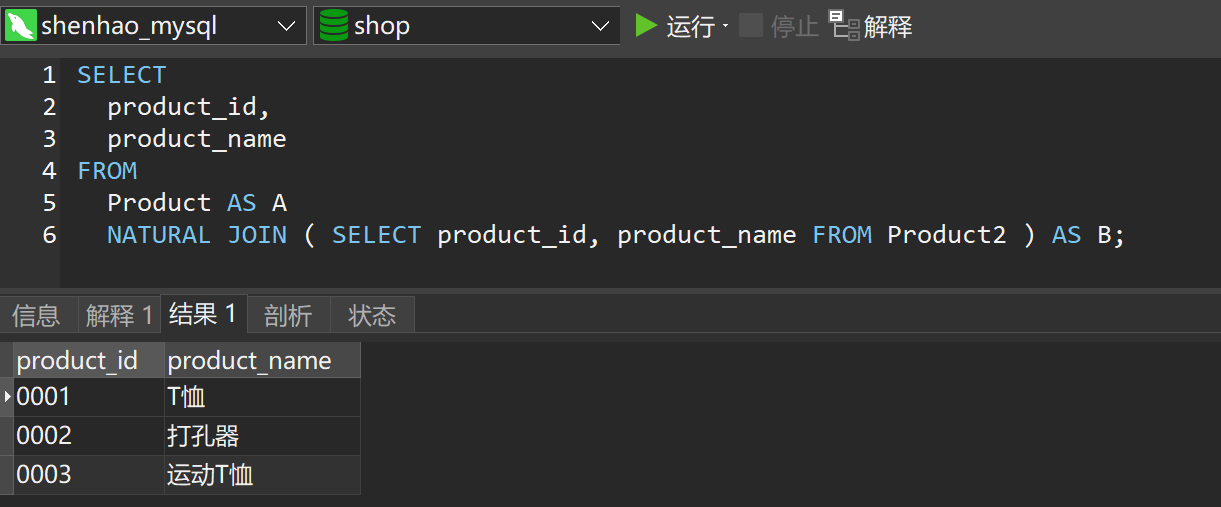 shenhao_mysql shop 运行 停止 解释
1 SELECT
2 product_id,
3 product_name
4 FROM
5 Product AS A
6 NATURAL JOIN ( SELECT product_id, product_name FROM Product2 ) AS B;
信息 解释 1 结果 1 剖析 状态
product_id product_name
0001 T恤
0002 打孔器
0003 运动T恤